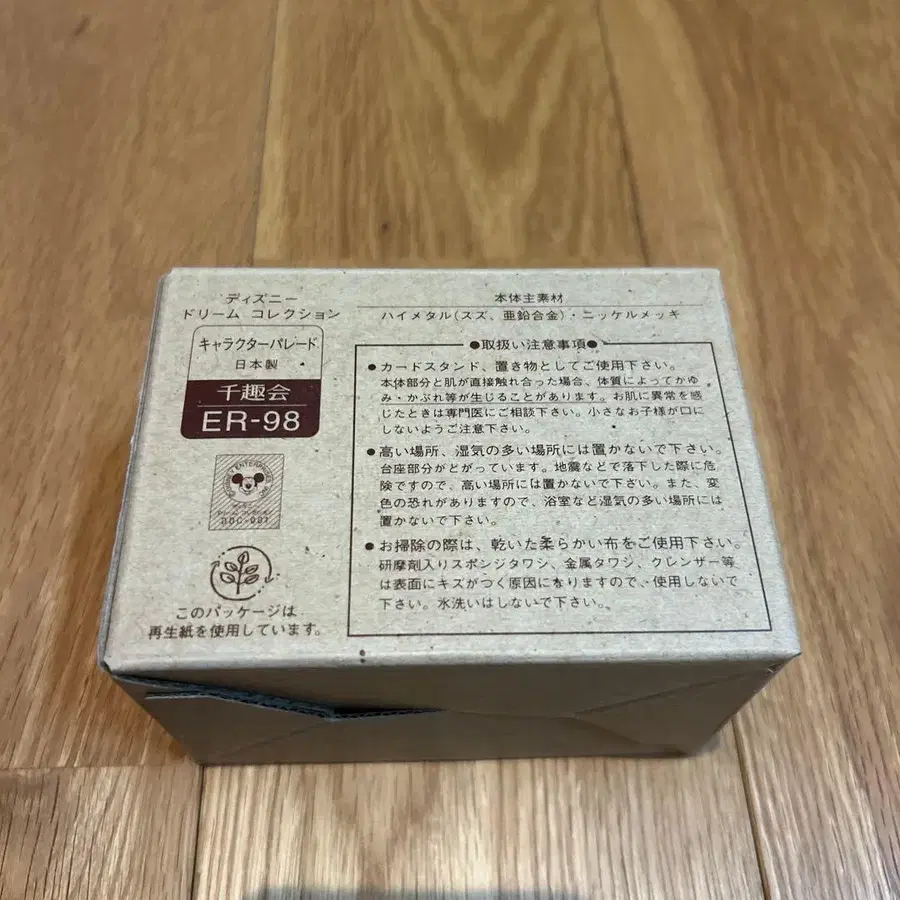 ディズニー
ドリーム コレクション
キャラクターパレード
日本製
千趣会
ER-98
ENTERPRISES
ドリーム コレクション
このパッケージは
再生紙を使用しています。
本体主素材
ハイメタル(スズ、亜鉛合金)・ニッケルメッキ
●取扱い注意事項●
●カードスタンド、置き物としてご使用下さい。
本体部分と肌が直接触れ合った場合、体質によってかゆ
み・かぶれ等が生じることがあります。お肌に異常を感
じたときは専門医にご相談下さい。小さなお子様が口に
しないようご注意下さい。
●高い場所、湿気の多い場所には置かないで下さい。
台座部分がとがっています。地震などで落下した際に危
険ですので、高い場所には置かないで下さい。また、変
色の恐れがありますので、浴室など湿気の多い場所には
置かないで下さい。
●お掃除の際は、乾いた柔らかい布をご使用下さい。
研摩剤入りスポンジタワシ、金属タワシ、クレンザー等
は表面にキズがつく原因になりますので、使用しないで
下さい。水洗いはしないで下さい。